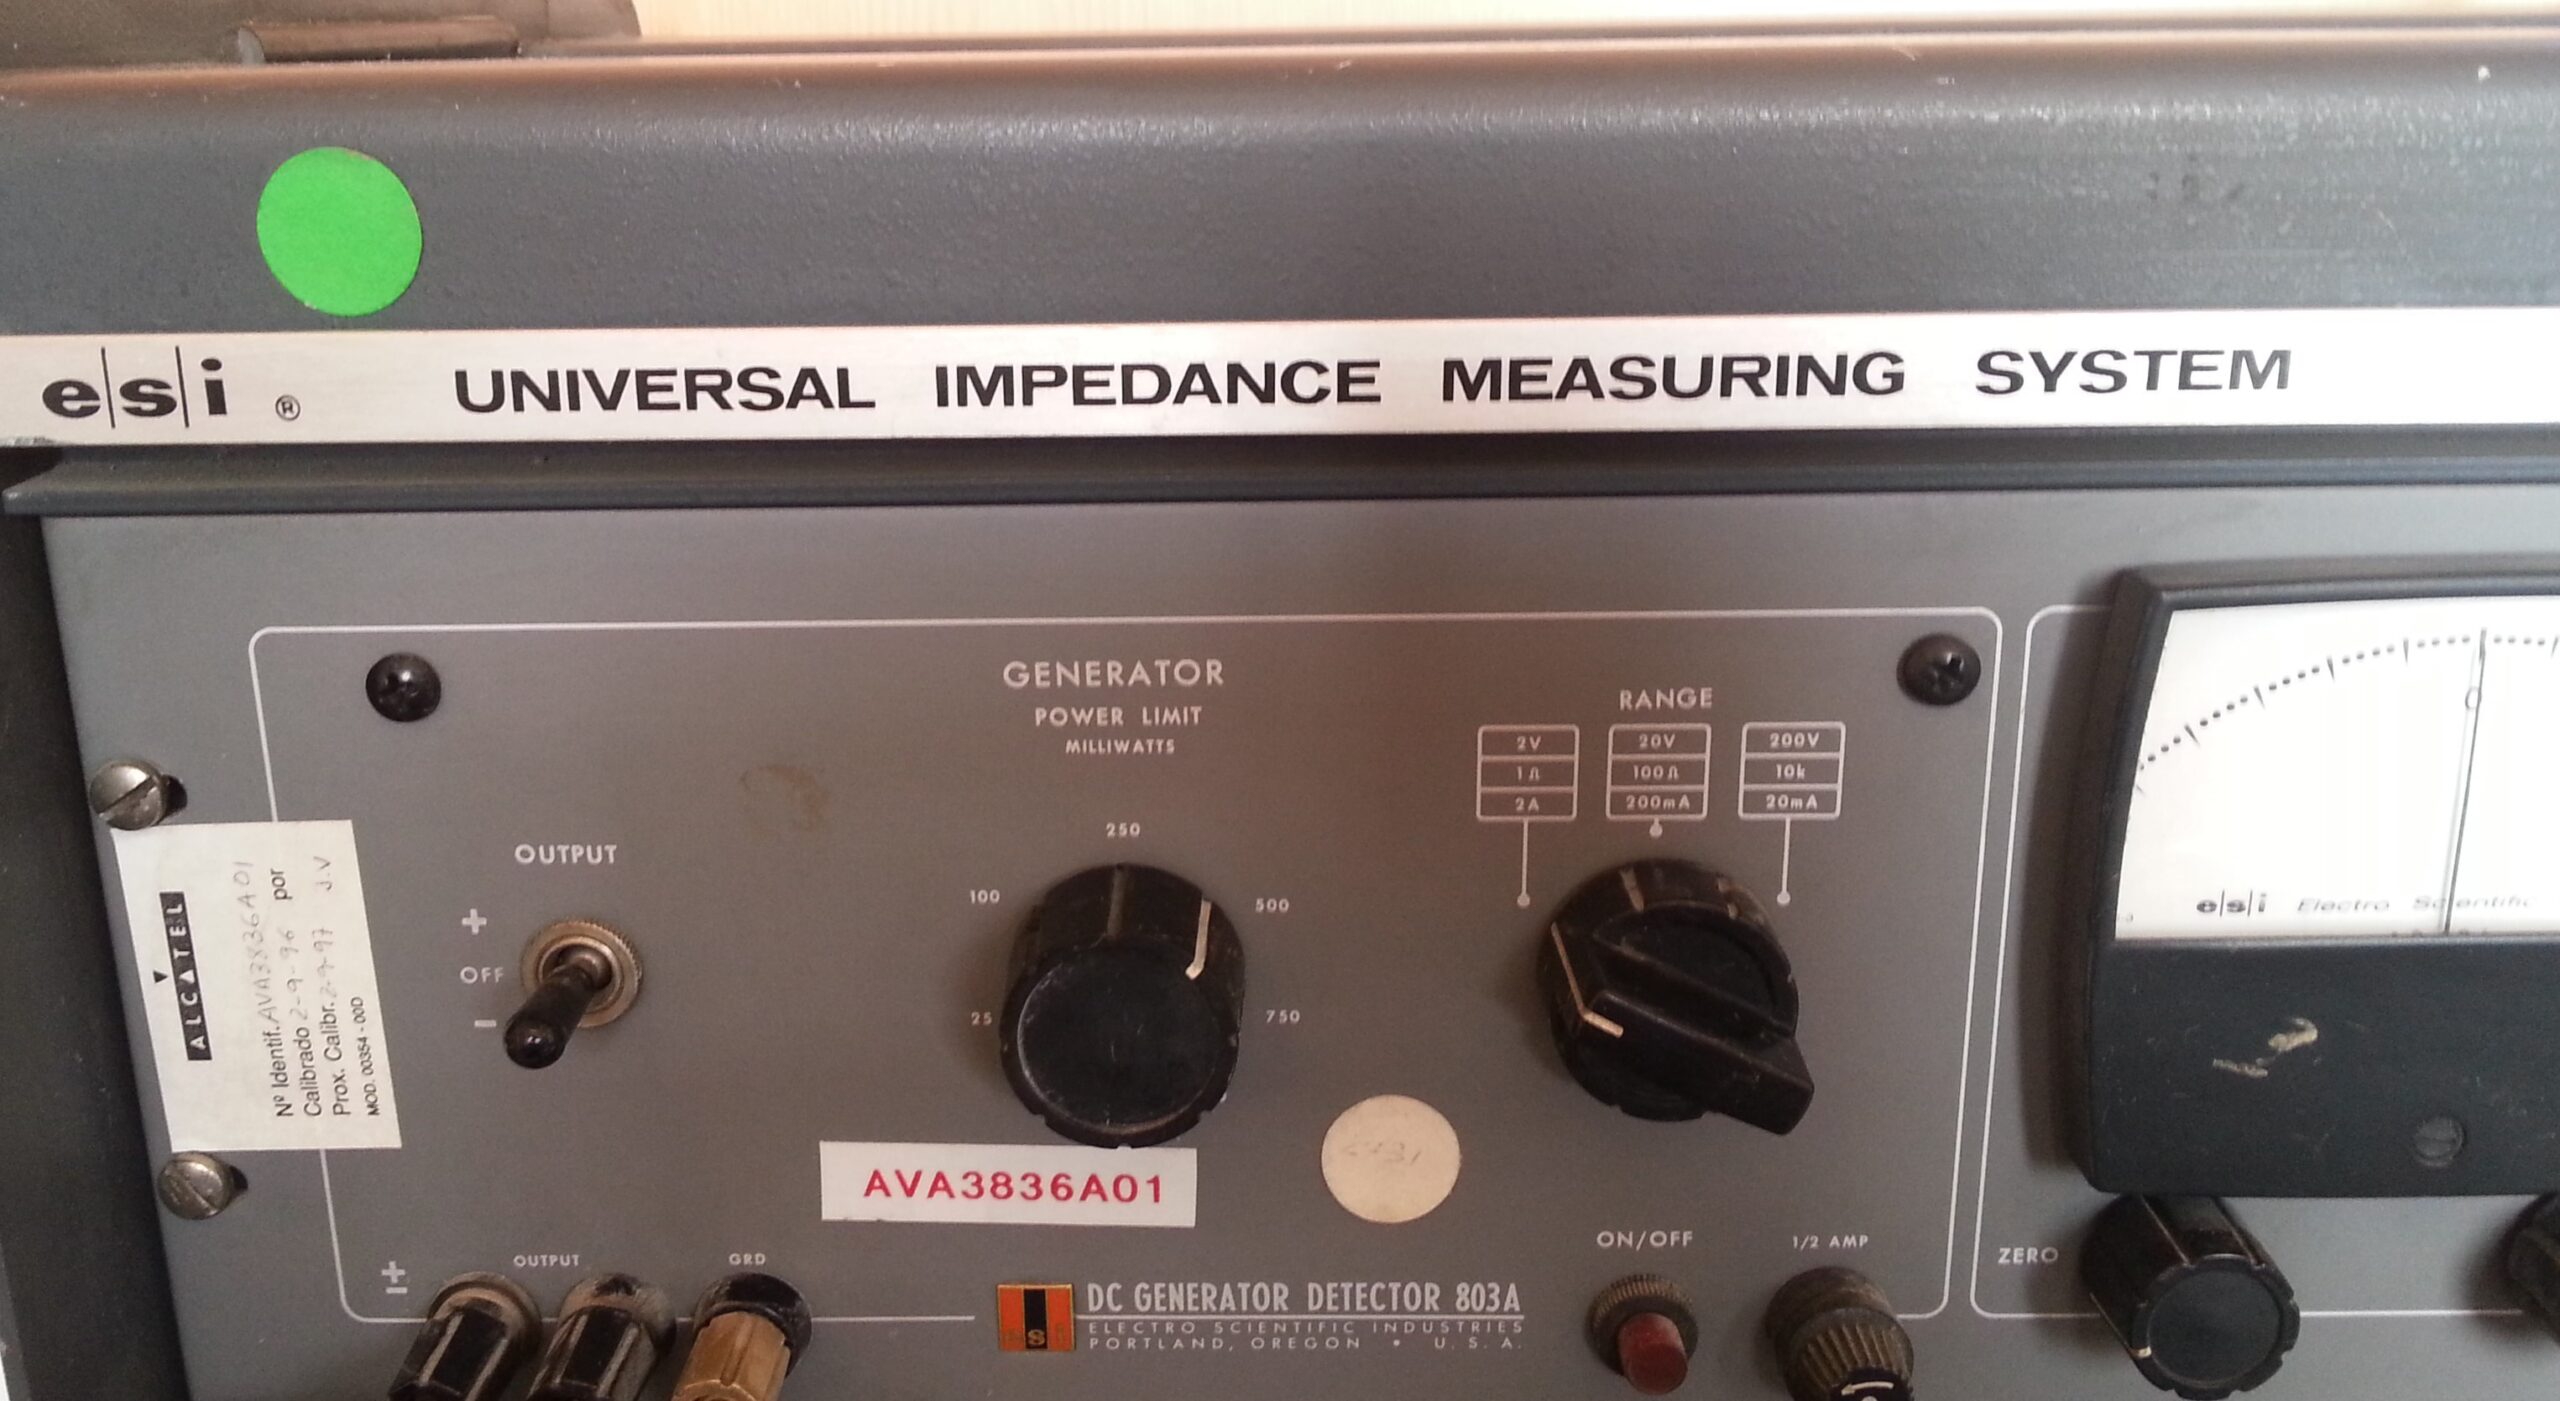 e|s|i ® UNIVERSAL IMPEDANCE MEASURING SYSTEM
GENERATOR
POWER LIMIT
MILLIWATTS
25
100
250
500
750
RANGE
2V
1Ω
2A
20V
100Ω
200mA
200V
10k
20mA
OUTPUT
+
OFF
−
ALCATEL
Nº Identif. AVA3836A01
Calibrado 2-9-96 por
Prox. Calibr. 2-9-97 J.V
MOD. 00354 - 00D
AVA3836A01
0
e|s|i Electro Scientific
±
OUTPUT
GRD
DC GENERATOR DETECTOR 803A
ELECTRO SCIENTIFIC INDUSTRIES
PORTLAND, OREGON • U. S. A.
ON/OFF
1/2 AMP
ZERO